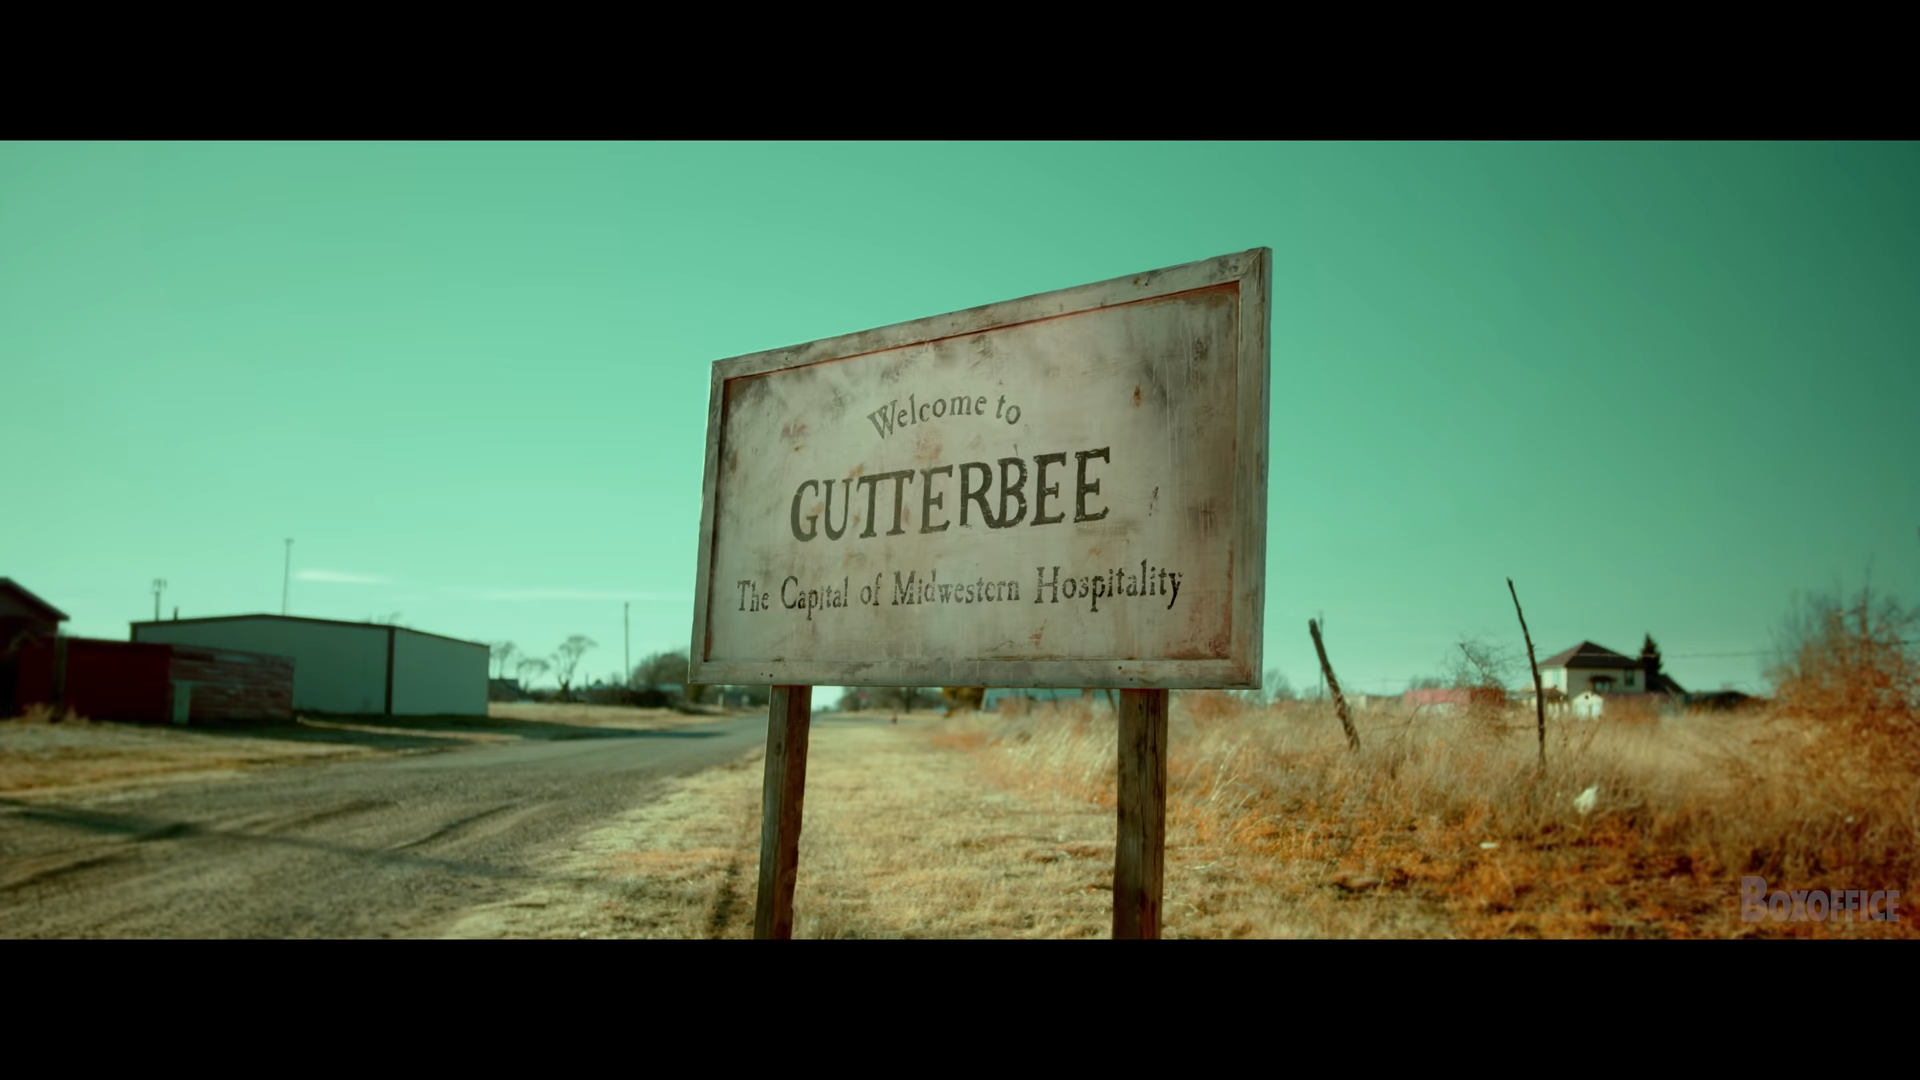 Welcome to
GUTTERBEE
The Capital of Midwestern Hospitality
BOXOFFICE